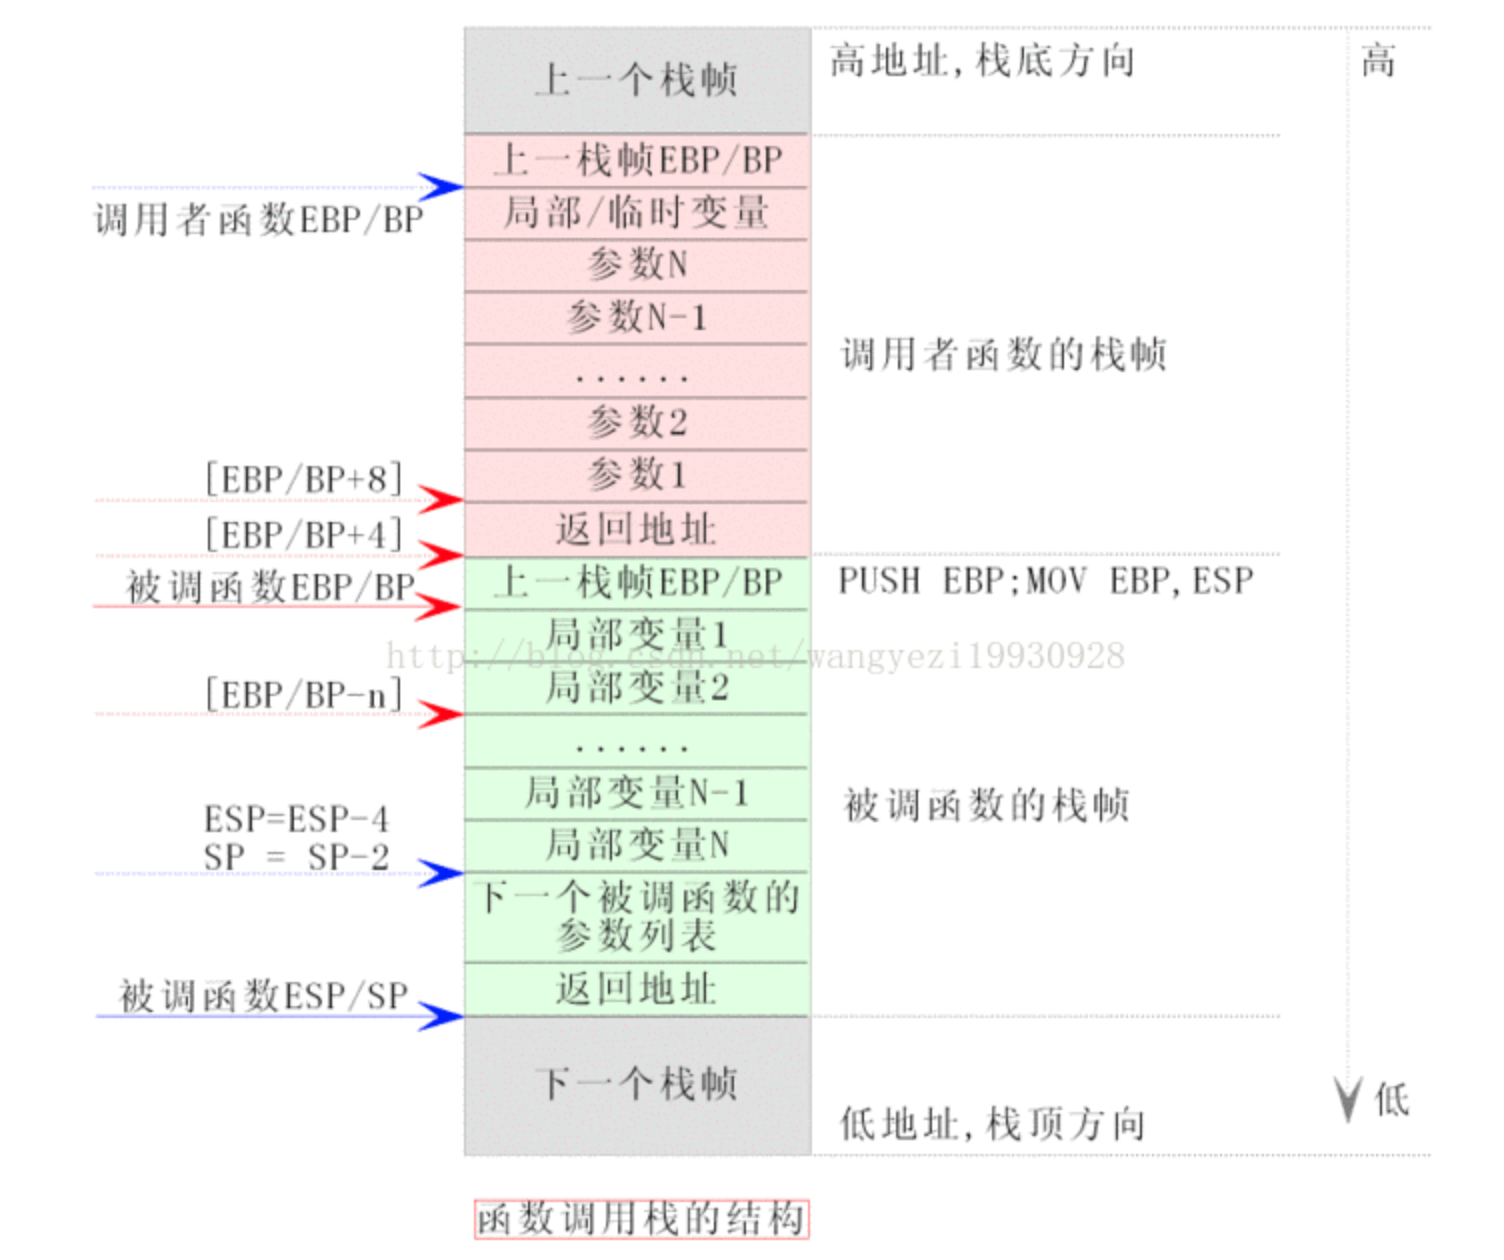 上一个栈帧
高地址,栈底方向
高
上一栈帧EBP/BP
调用者函数EBP/BP
局部/临时变量
参数N
参数N-1
调用者函数的栈帧
......
参数2
[EBP/BP+8]
参数1
[EBP/BP+4]
返回地址
被调函数EBP/BP
上一栈帧EBP/BP
PUSH EBP;MOV EBP,ESP
局部变量1
http://blog.csdn.net/wangyezi19930928
[EBP/BP-n]
局部变量2
......
局部变量N-1
被调函数的栈帧
ESP=ESP-4
SP = SP-2
局部变量N
下一个被调函数的
参数列表
被调函数ESP/SP
返回地址
下一个栈帧
低
低地址,栈顶方向
函数调用栈的结构